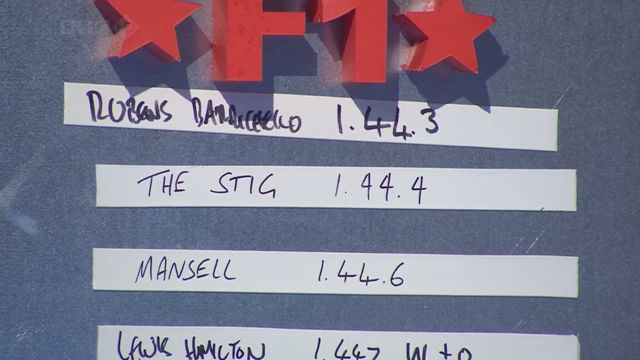 F1
RUBENS BARRICHELLO 1.44.3
THE STIG 1.44.4
MANSELL 1.44.6
LEWIS HAMILTON 1.44.7 W+O